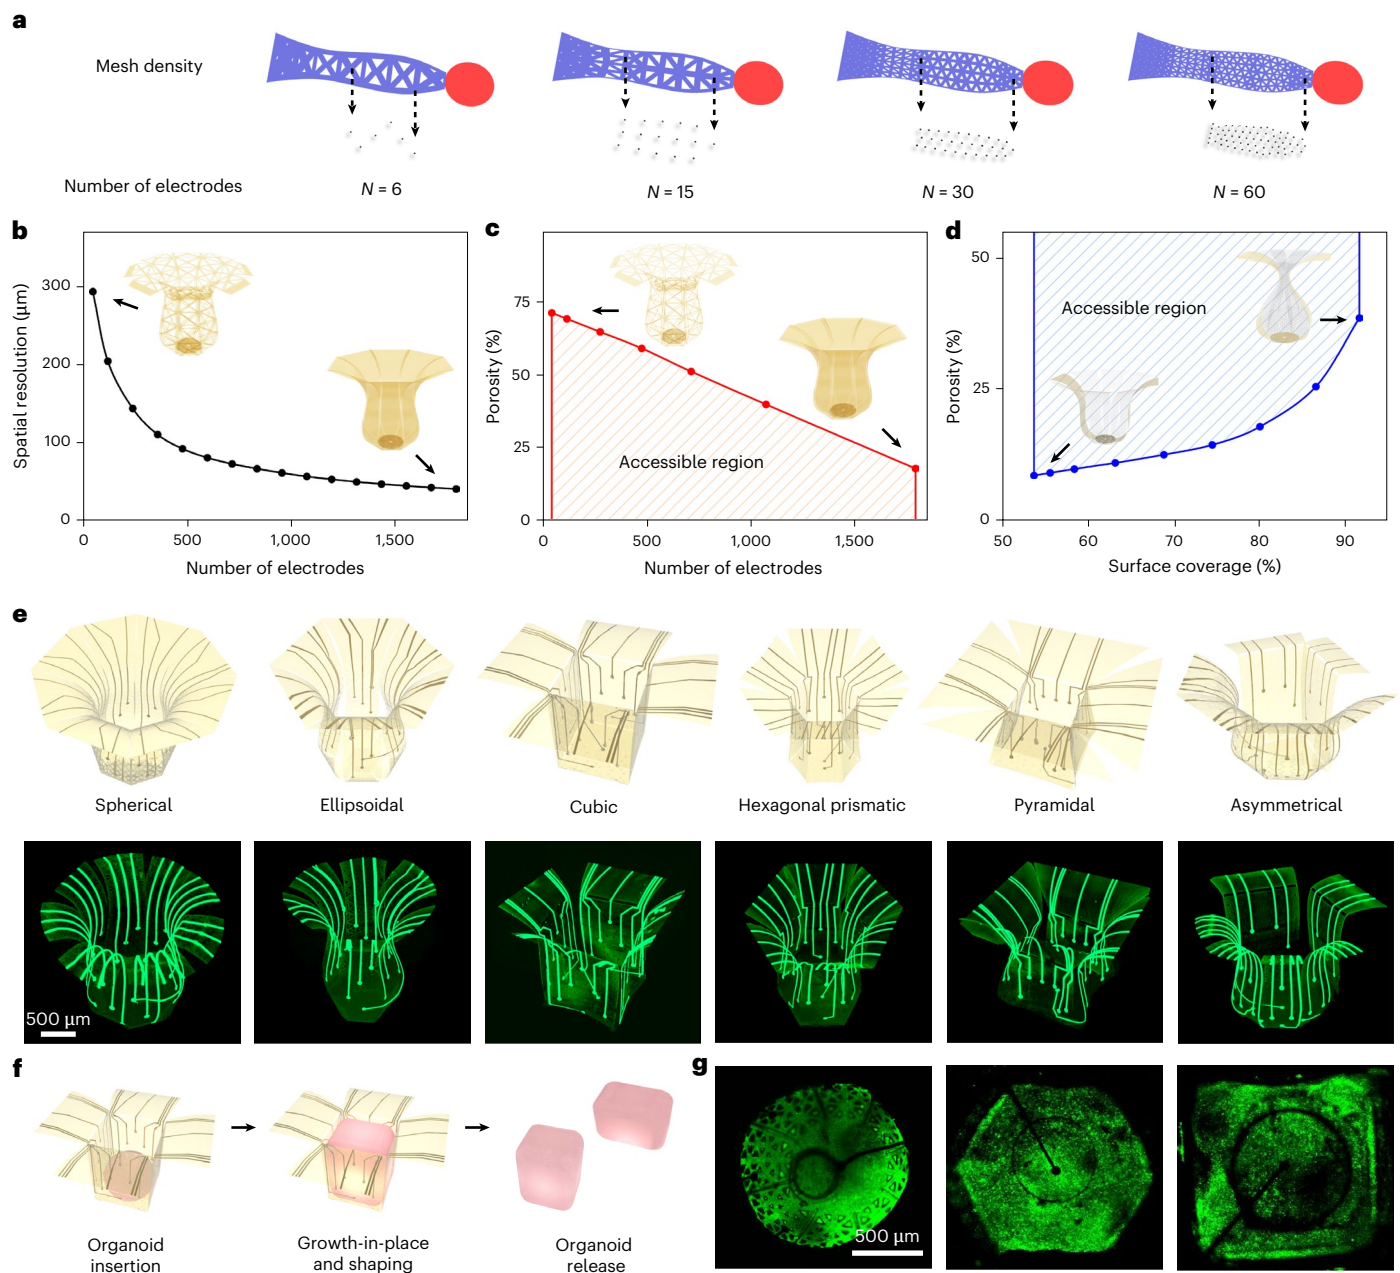 a
Mesh density
Number of electrodes
N = 6
N = 15
N = 30
N = 60
b
Spatial resolution (µm)
300
200
100
0
0
500
1,000
1,500
Number of electrodes
c
Porosity (%)
75
50
25
0
Accessible region
0
500
1,000
1,500
Number of electrodes
d
Porosity (%)
50
25
0
Accessible region
50
60
70
80
90
Surface coverage (%)
e
Spherical
Ellipsoidal
Cubic
Hexagonal prismatic
Pyramidal
Asymmetrical
500 µm
f
Organoid
insertion
Growth-in-place
and shaping
Organoid
release
g
500 µm